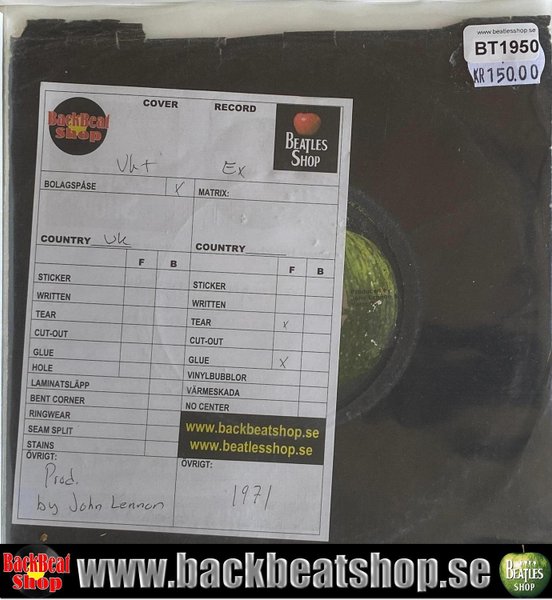 www.beatlesshop.se
BT1950
KR150.00
COVER RECORD
BackBeat
Shop
BEATLES
SHOP
Vk+ Ex
BOLAGSPÅSE X MATRIX:
COUNTRY UK COUNTRY
F B F B
STICKER STICKER
WRITTEN WRITTEN
TEAR TEAR X
CUT-OUT CUT-OUT
GLUE GLUE X
HOLE VINYLBUBBLOR
LAMINATSLÄPP VÄRMESKADA
BENT CORNER NO CENTER
RINGWEAR
SEAM SPLIT
STAINS
www.backbeatshop.se
www.beatlesshop.se
ÖVRIGT: ÖVRIGT:
Prod.
by John Lennon
1971
BackBeat
Shop
www.backbeatshop.se
BEATLES
SHOP